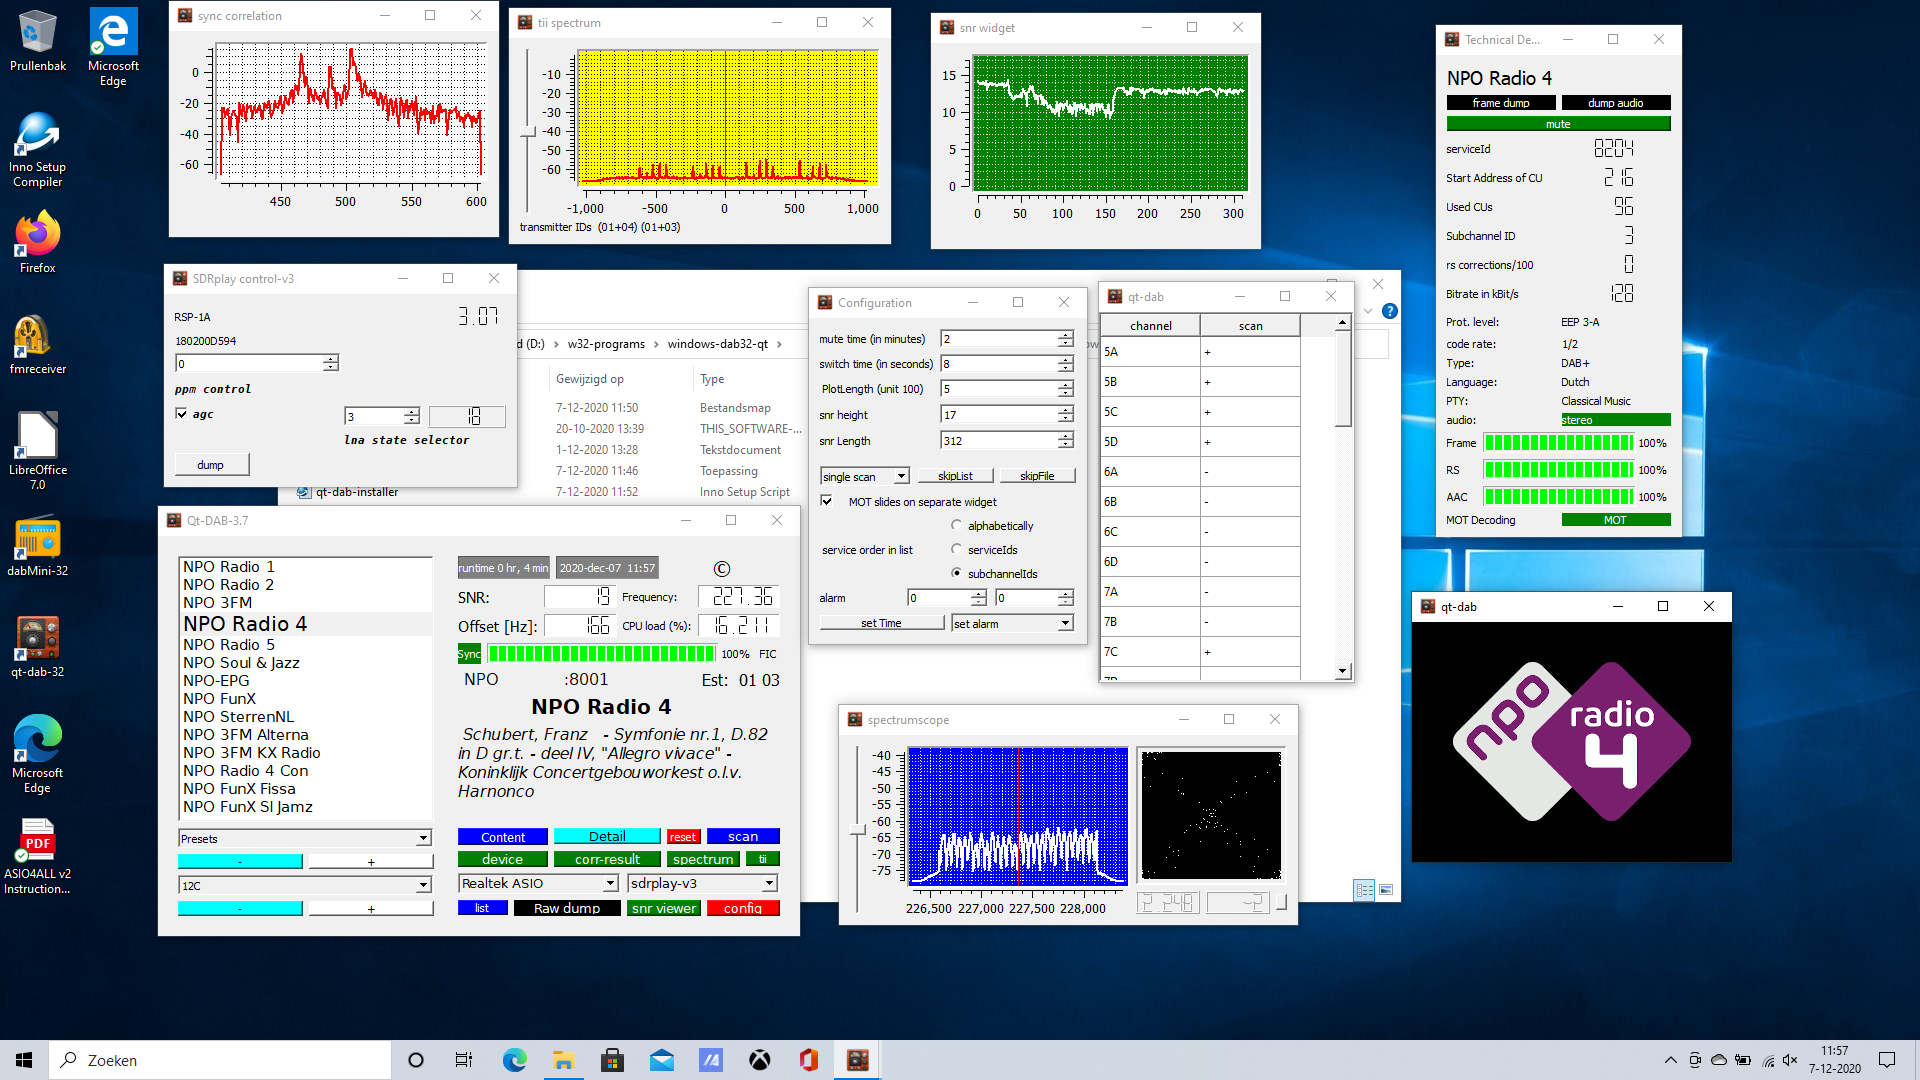 Prullenbak
Microsoft
Edge
Inno Setup
Compiler
Firefox
fmreceiver
LibreOffice
7.0
dabMini-32
qt-dab-32
Microsoft
Edge
PDF
ASIO4ALL v2
Instruction...
sync correlation
0
-20
-40
-60
450 500 550 600
tii spectrum
-10
-20
-30
-40
-50
-60
-1,000 -500 0 500 1,000
transmitter IDs (01+04) (01+03)
snr widget
15
10
5
0
0 50 100 150 200 250 300
Technical De...
NPO Radio 4
frame dump dump audio
mute
serviceId 8204
Start Address of CU 216
Used CUs 96
Subchannel ID 3
rs corrections/100 0
Bitrate in kBit/s 128
Prot. level: EEP 3-A
code rate: 1/2
Type: DAB+
Language: Dutch
PTY: Classical Music
audio: stereo
Frame 100%
RS 100%
AAC 100%
MOT Decoding MOT
SDRplay control-v3
RSP-1A 3.07
180200D594
0
ppm control
agc 3 18
lna state selector
dump
d (D:) › w32-programs › windows-dab32-qt ›
Gewijzigd op Type
7-12-2020 11:50 Bestandsmap
20-10-2020 13:39 THIS_SOFTWARE-...
1-12-2020 13:28 Tekstdocument
7-12-2020 11:46 Toepassing
qt-dab-installer 7-12-2020 11:52 Inno Setup Script
Configuration
mute time (in minutes) 2
switch time (in seconds) 8
PlotLength (unit 100) 5
snr height 17
snr Length 312
single scan skipList skipFile
MOT slides on separate widget
alphabetically
service order in list serviceIds
subchannelIds
alarm 0 0
set Time set alarm
qt-dab
channel scan
5A +
5B +
5C +
5D +
6A -
6B -
6C -
6D -
7A -
7B -
7C +
Qt-DAB-3.7
NPO Radio 1
NPO Radio 2
NPO 3FM
NPO Radio 4
NPO Radio 5
NPO Soul & Jazz
NPO-EPG
NPO FunX
NPO SterrenNL
NPO 3FM Alterna
NPO 3FM KX Radio
NPO Radio 4 Con
NPO FunX Fissa
NPO FunX Sl Jamz
Presets
- +
12C
- +
runtime 0 hr, 4 min 2020-dec-07 11:57 ©
SNR: 19 Frequency: 227.36
Offset [Hz]: 166 CPU load (%): 16.211
Sync 100% FIC
NPO :8001 Est: 01 03
NPO Radio 4
Schubert, Franz - Symfonie nr.1, D.82
in D gr.t. - deel IV, "Allegro vivace" -
Koninklijk Concertgebouworkest o.l.v.
Harnonco
Content Detail reset scan
device corr-result spectrum tii
Realtek ASIO sdrplay-v3
list Raw dump snr viewer config
spectrumscope
-40
-45
-50
-55
-60
-65
-70
-75
226,500 227,000 227,500 228,000
2.248 -2
qt-dab
npo
radio
4
Zoeken
11:57
7-12-2020